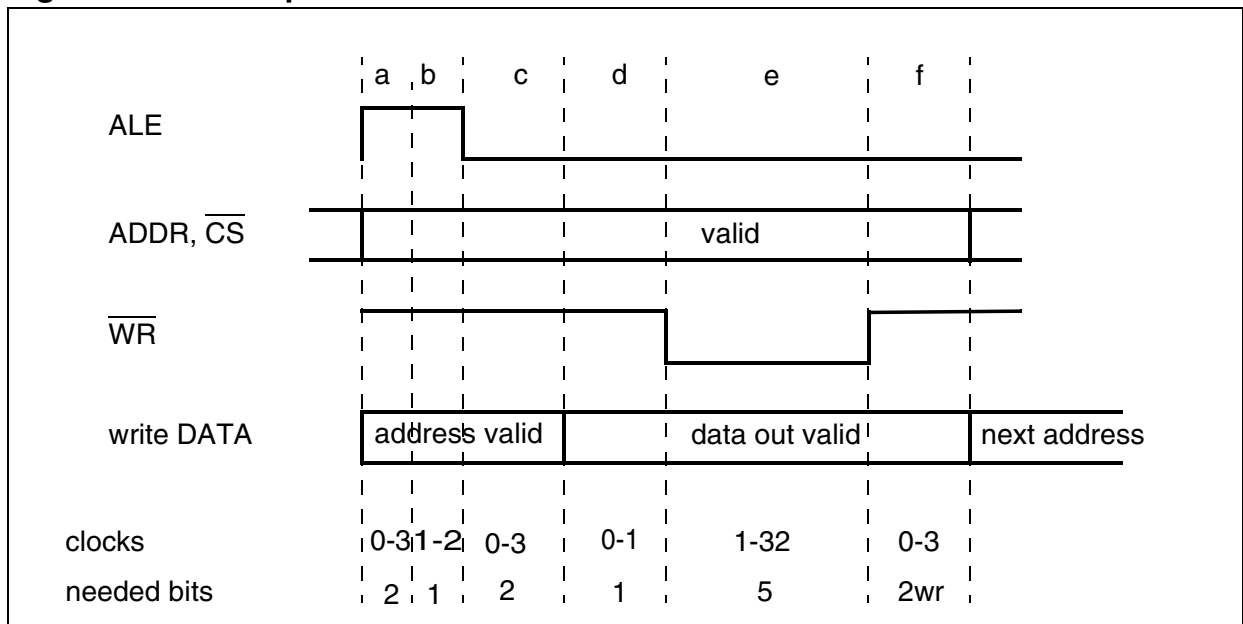 a b c d e f
ALE
ADDR, CS valid
WR
write DATA address valid data out valid next address
clocks 0-3 1-2 0-3 0-1 1-32 0-3
needed bits 2 1 2 1 5 2wr